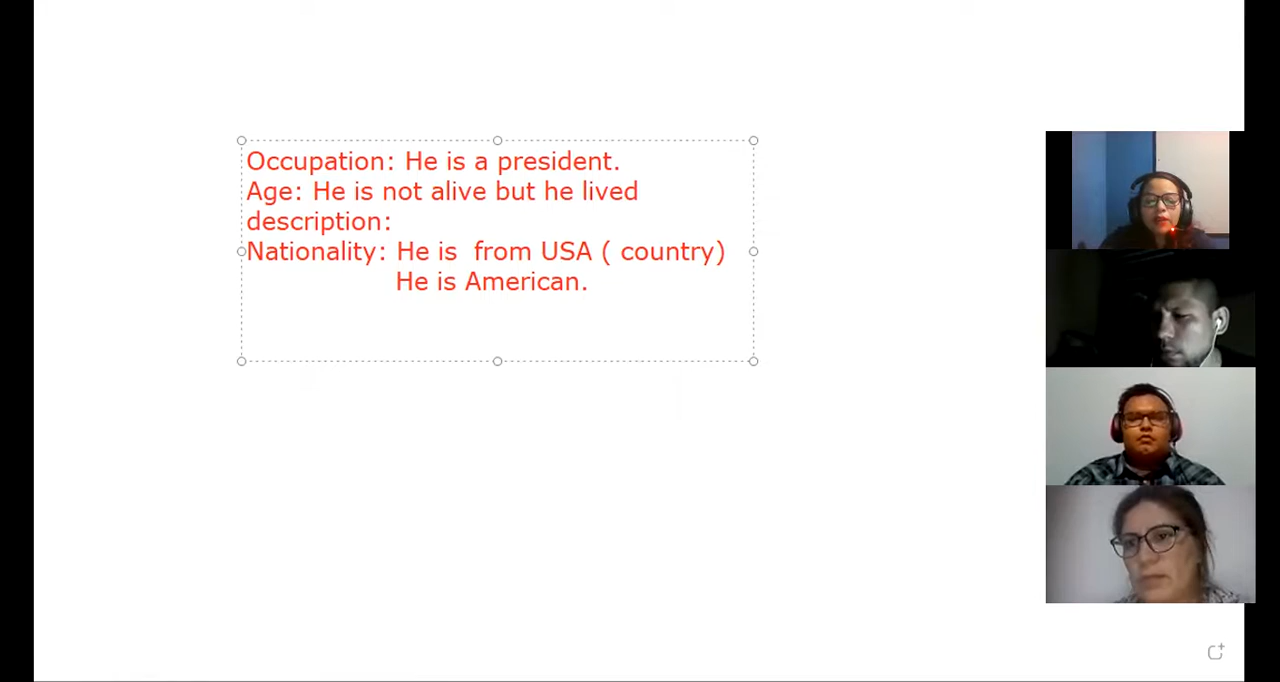 Occupation: He is a president.
Age: He is not alive but he lived
description:
Nationality: He is  from USA ( country)
He is American.